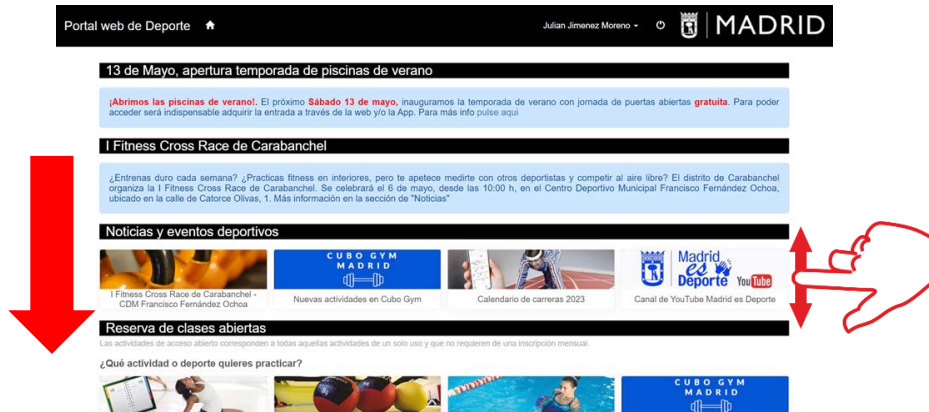 Portal web de Deporte
Julian Jimenez Moreno
MADRID
13 de Mayo, apertura temporada de piscinas de verano
¡Abrimos las piscinas de verano!. El próximo Sábado 13 de mayo, inauguramos la temporada de verano con jornada de puertas abiertas gratuita. Para poder
acceder será indispensable adquirir la entrada a través de la web y/o la App. Para más info pulse aquí
I Fitness Cross Race de Carabanchel
¿Entrenas duro cada semana? ¿Practicas fitness en interiores, pero te apetece medirte con otros deportistas y competir al aire libre? El distrito de Carabanchel
organiza la I Fitness Cross Race de Carabanchel. Se celebrará el 6 de mayo, desde las 10:00 h, en el Centro Deportivo Municipal Francisco Fernández Ochoa,
ubicado en la calle de Catorce Olivas, 1. Más información en la sección de "Noticias"
Noticias y eventos deportivos
CUBO GYM
MADRID
Madrid
es
Deporte
YouTube
I Fitness Cross Race de Carabanchel -
CDM Francisco Fernández Ochoa
Nuevas actividades en Cubo Gym
Calendario de carreras 2023
Canal de YouTube Madrid es Deporte
Reserva de clases abiertas
Las actividades de acceso abierto corresponden a todas aquellas actividades de un solo uso y que no requieren de una inscripción mensual.
¿Qué actividad o deporte quieres practicar?
CUBO GYM
MADRID